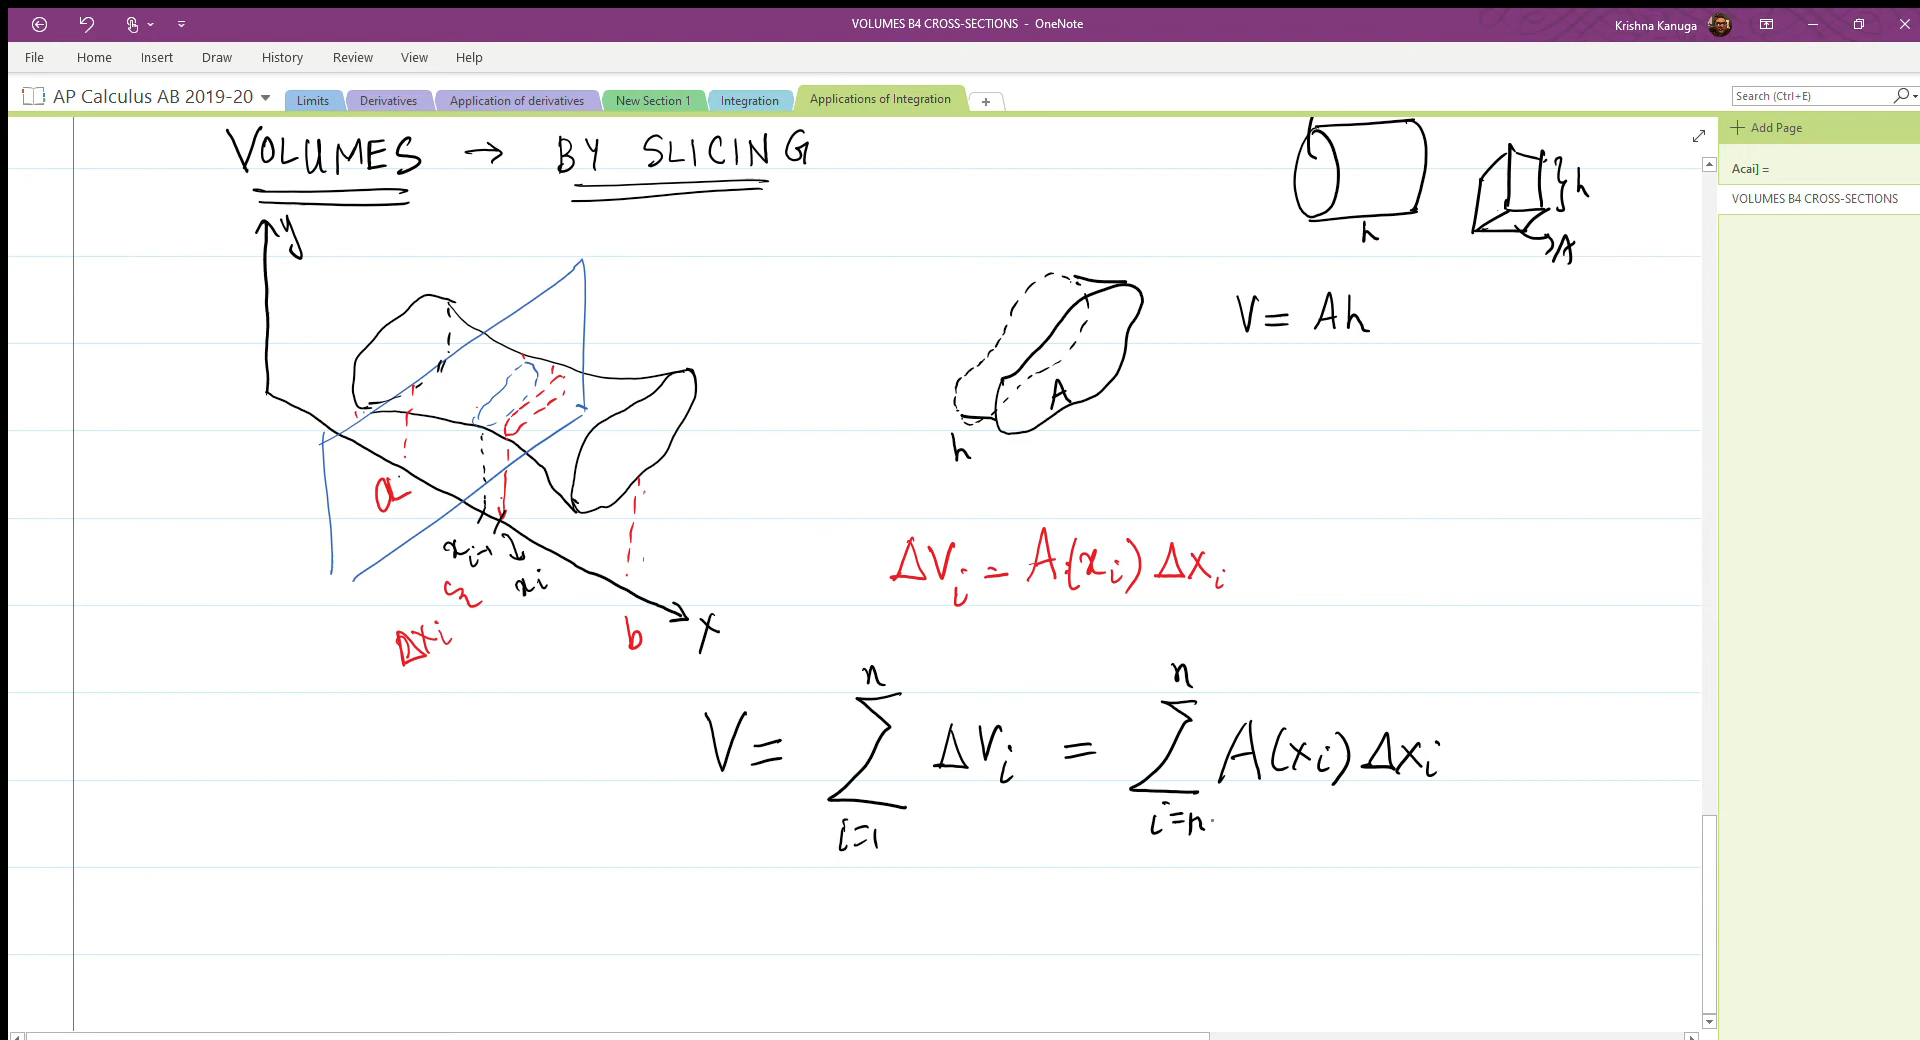 VOLUMES B4 CROSS-SECTIONS - OneNote
Krishna Kanuga
File Home Insert Draw History Review View Help
AP Calculus AB 2019-20
Limits Derivatives Application of derivatives New Section 1 Integration Applications of Integration +
Search (Ctrl+E)
Add Page
Acai] =
VOLUMES B4 CROSS-SECTIONS
VOLUMES → BY SLICING
h
h
A
y
V = Ah
A
h
a
xᵢ₋₁
xᵢ
Δxᵢ
b
x
ΔVᵢ = A(xᵢ) Δxᵢ
V = ∑ⁿᵢ₌₁ ΔVᵢ = ∑ⁿᵢ₌ₙ A(xᵢ) Δxᵢ